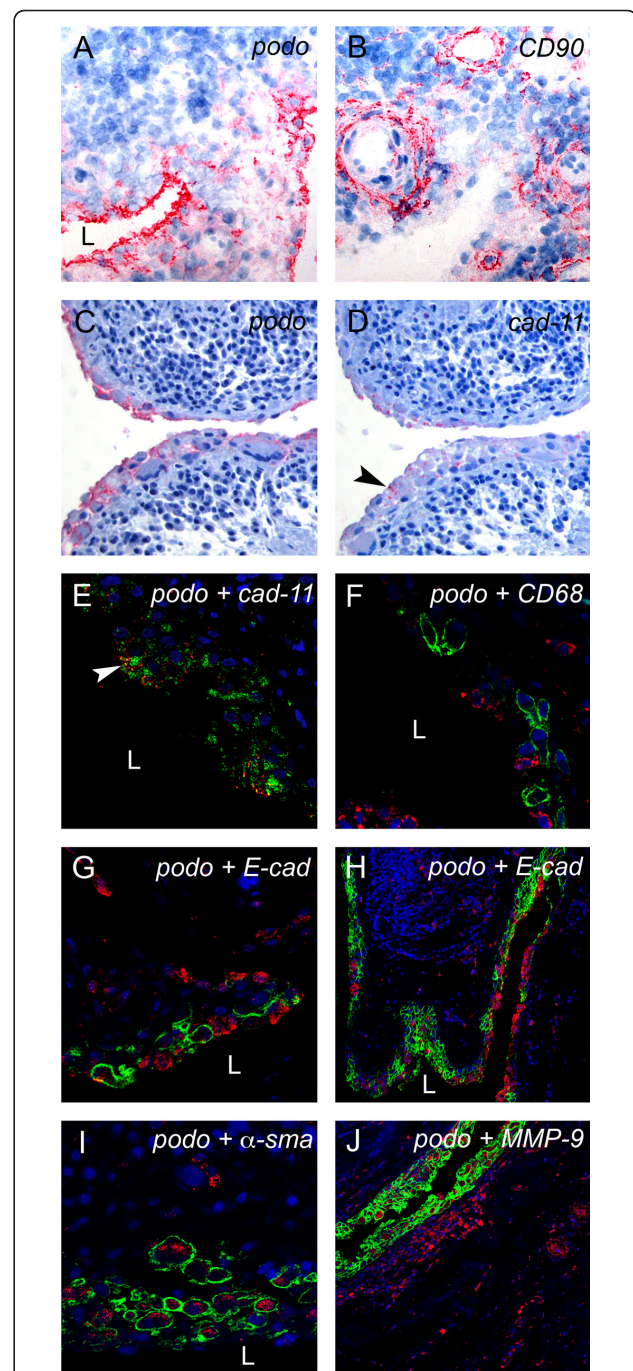 A podo
B CD90
L
C podo
D cad-11
E podo + cad-11
L
F podo + CD68
L
G podo + E-cad
L
H podo + E-cad
L
I podo + α-sma
L
J podo + MMP-9